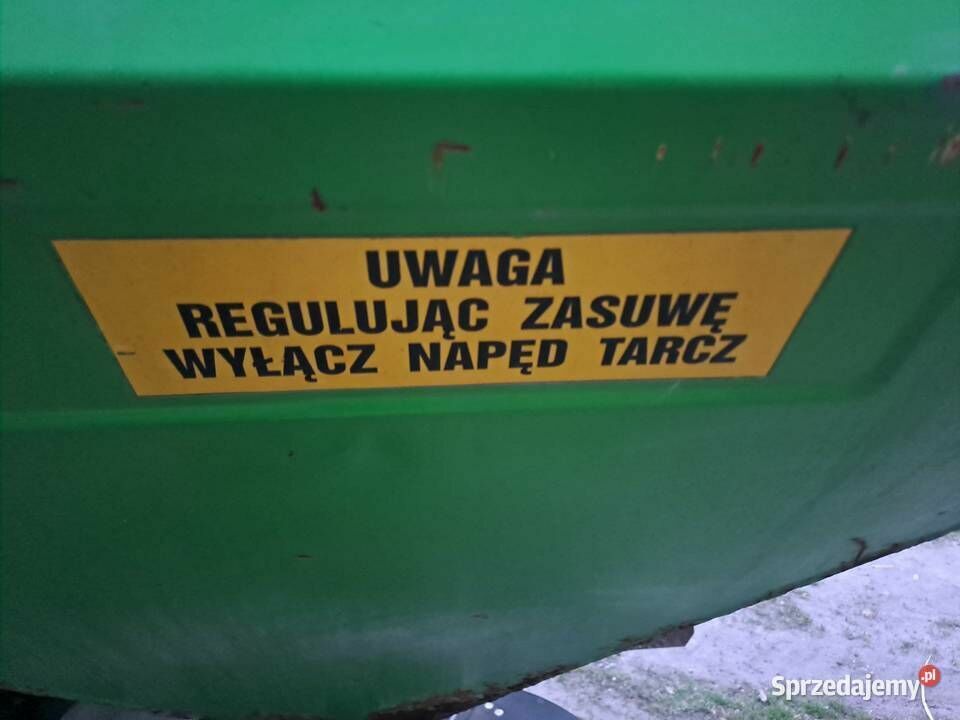 UWAGA
REGULUJĄC ZASUWĘ
WYŁĄCZ NAPĘD TARCZ
Sprzedajemy.pl